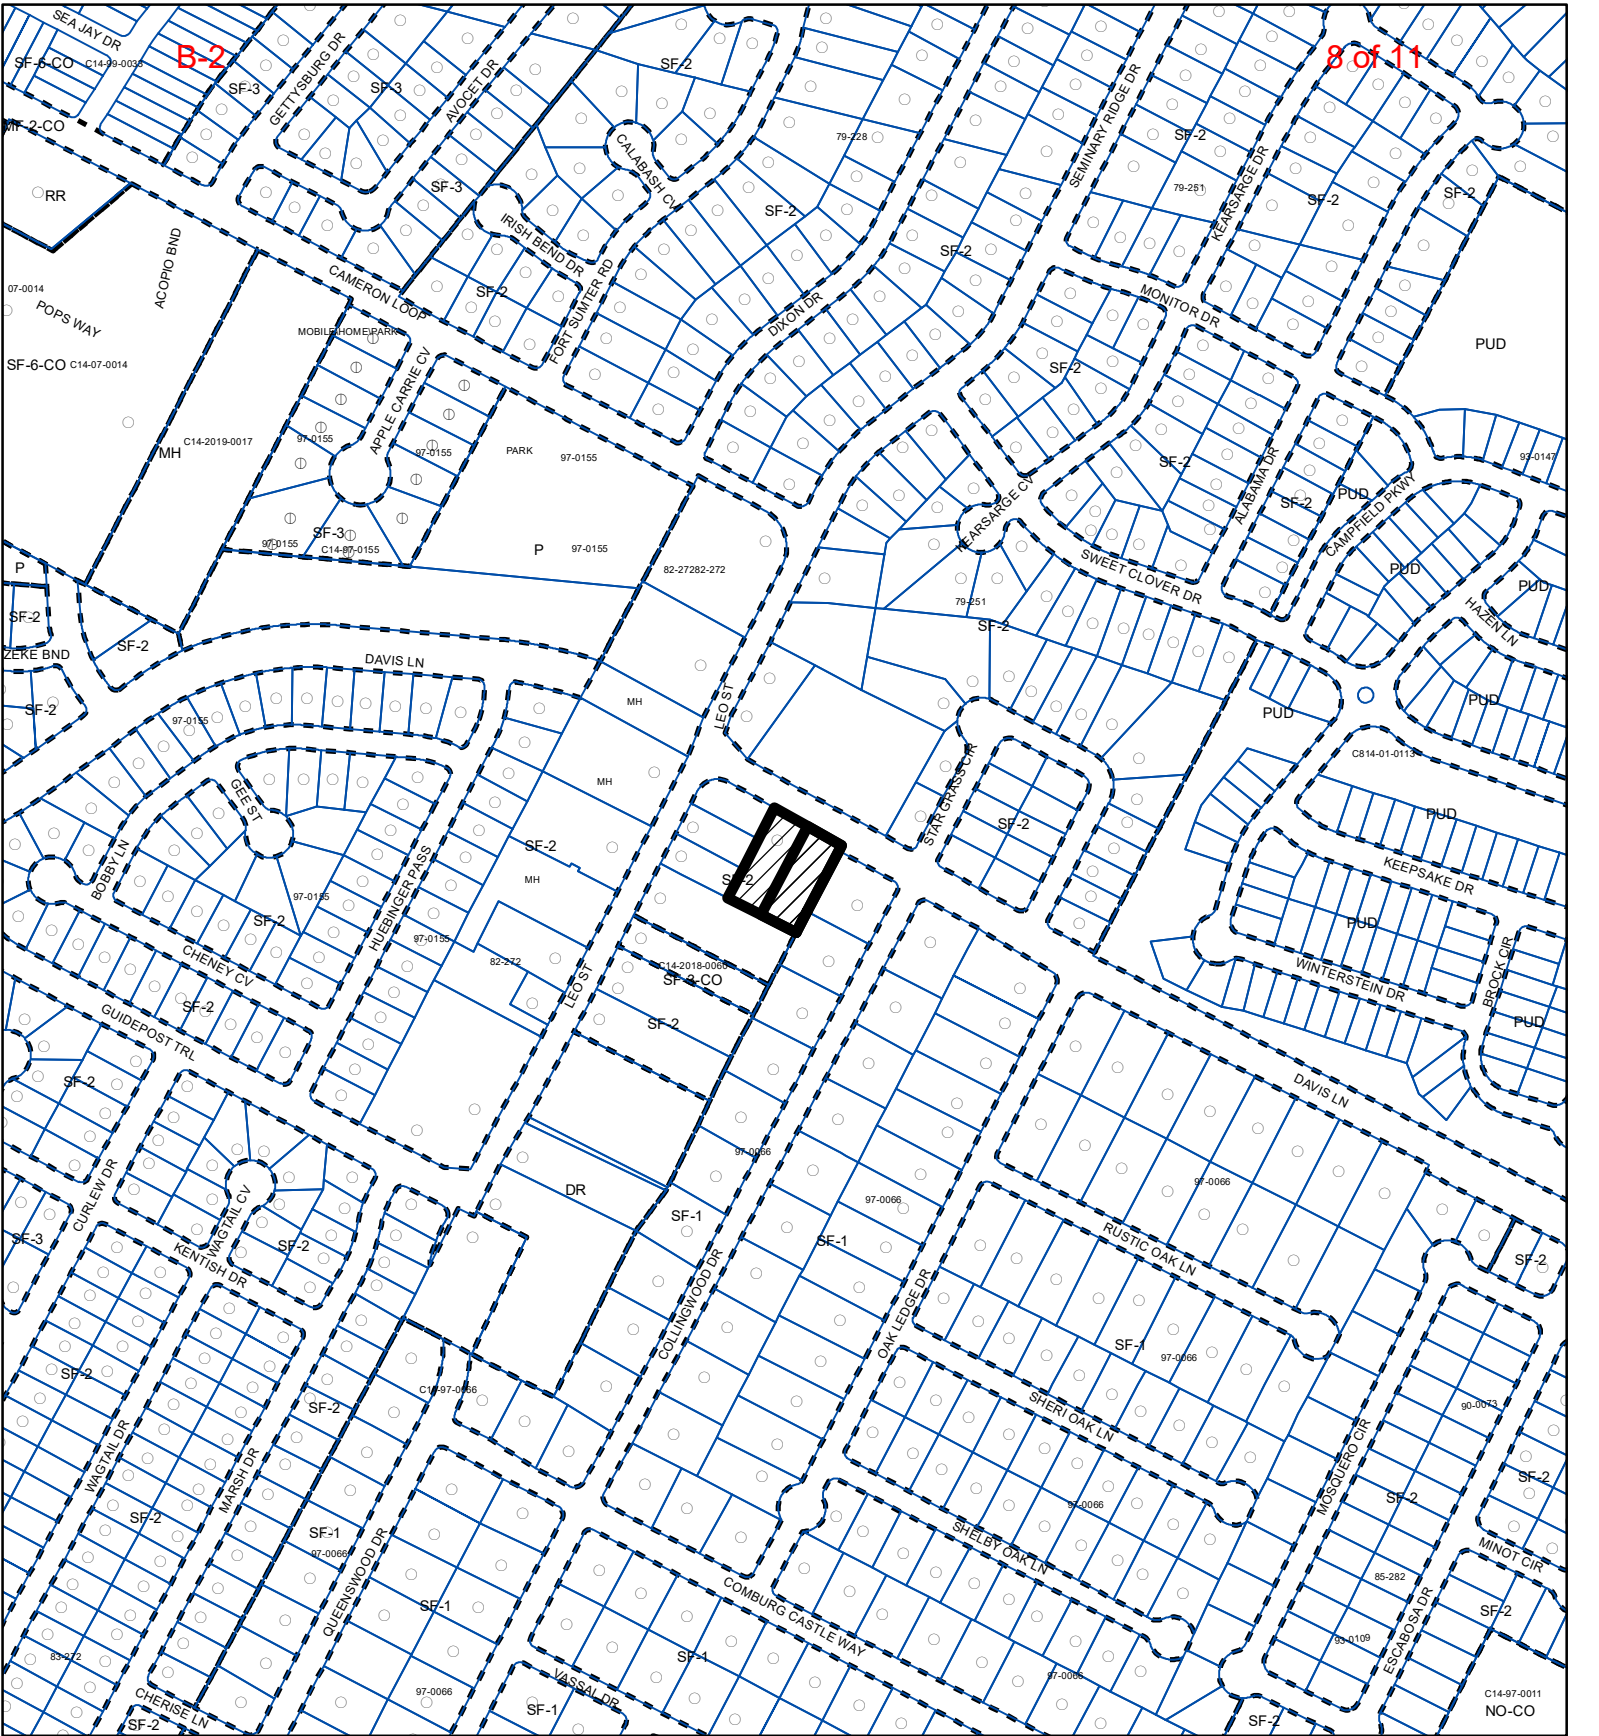 SEA JAY DR
B-2
8 of 11
SF-6-CO
C14-99-0033
SF-3
GETTYSBURG DR
SF-3
AVOCET DR
SF-2
MF-2-CO
79-228
SEMINARY RIDGE DR
SF-2
RR
SF-3
CALABASH CV
SF-2
79-251
KEARSARGE DR
SF-2
SF-2
IRISH BEND DR
SF-2
ACOPIO BND
07-0014
POPS WAY
CAMERON LOOP
SF-2
FORT SUMTER RD
DIXON DR
MONITOR DR
MOBILE HOME PARK
PUD
SF-6-CO
C14-07-0014
APPLE CARRIE CV
SF-2
MH
C14-2019-0017
97-0155
97-0155
PARK
97-0155
SF-2
93-0147
ALABAMA DR
SF-2
PUD
CAMPFIELD PKWY
KEARSARGE CV
SF-3
97-0155
C14-97-0155
P
97-0155
82-27282-272
SWEET CLOVER DR
PUD
PUD
P
79-251
SF-2
HAZEN LN
SF-2
SF-2
ZEKE BND
DAVIS LN
SF-2
97-0155
MH
LEO ST
PUD
PUD
STAR GRASS CIR
C814-01-0113
MH
GEE ST
SF-2
PUD
SF-2
MH
SF-2
BOBBY LN
KEEPSAKE DR
97-0155
SF-2
HUEBINGER PASS
97-0155
PUD
CHENEY CV
82-272
C14-2018-0066
SF-3-CO
LEO ST
WINTERSTEIN DR
BROCK CIR
SF-2
GUIDEPOST TRL
SF-2
PUD
SF-2
DAVIS LN
97-0066
CURLEW DR
DR
97-0066
97-0066
WAGTAIL CV
SF-1
SF-3
SF-2
KENTISH DR
SF-1
RUSTIC OAK LN
SF-2
COLLINGWOOD DR
OAK LEDGE DR
SF-1
97-0066
SF-2
C14-97-0066
SF-2
SHERI OAK LN
90-0073
WAGTAIL DR
MARSH DR
MOSQUERO CIR
SF-2
SF-2
SF-2
97-0066
SF-1
97-0066
QUEENSWOOD DR
SHELBY OAK LN
MINOT CIR
85-282
SF-1
COMBURG CASTLE WAY
ESCABOSA DR
SF-2
93-0109
83-272
SF-1
97-0066
97-0066
VASSAL DR
SF-1
CHERISE LN
SF-2
SF-2
C14-97-0011
NO-CO